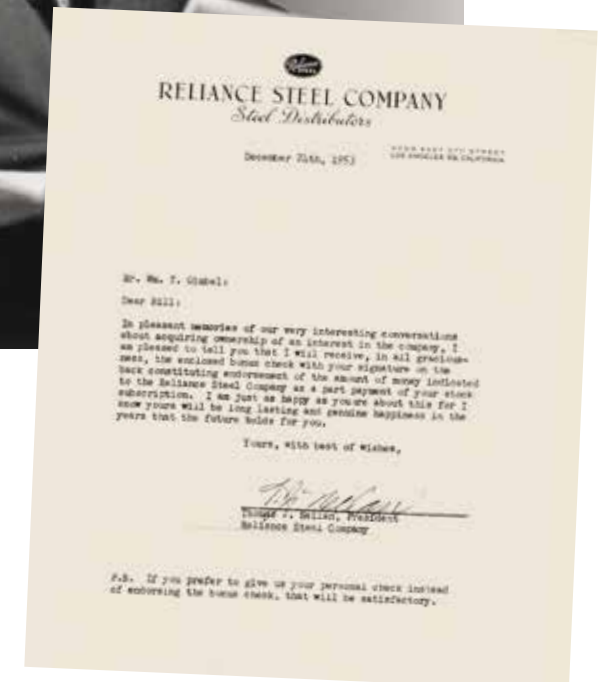 RELIANCE STEEL COMPANY
Steel Distributors
December 24th, 1953
LOS ANGELES CALIFORNIA
Mr. Wm. T. Gimbel:
Dear Bill:
In pleasant memories of our very interesting conversations
about acquiring ownership of an interest in the company, I
am pleased to tell you that I will receive, in all gracious-
ness, the enclosed bonus check with your signature on the
back constituting endorsement of the amount of money indicated
to the Reliance Steel Company as a part payment of your stock
subscription. I am just as happy as you are about this for I
know yours will be long lasting and genuine happiness in the
years that the future holds for you.
Yours, with best of wishes,
Thomas J. Neilan, President
Reliance Steel Company
P.S. If you prefer to give us your personal check instead
of endorsing the bonus check, that will be satisfactory.